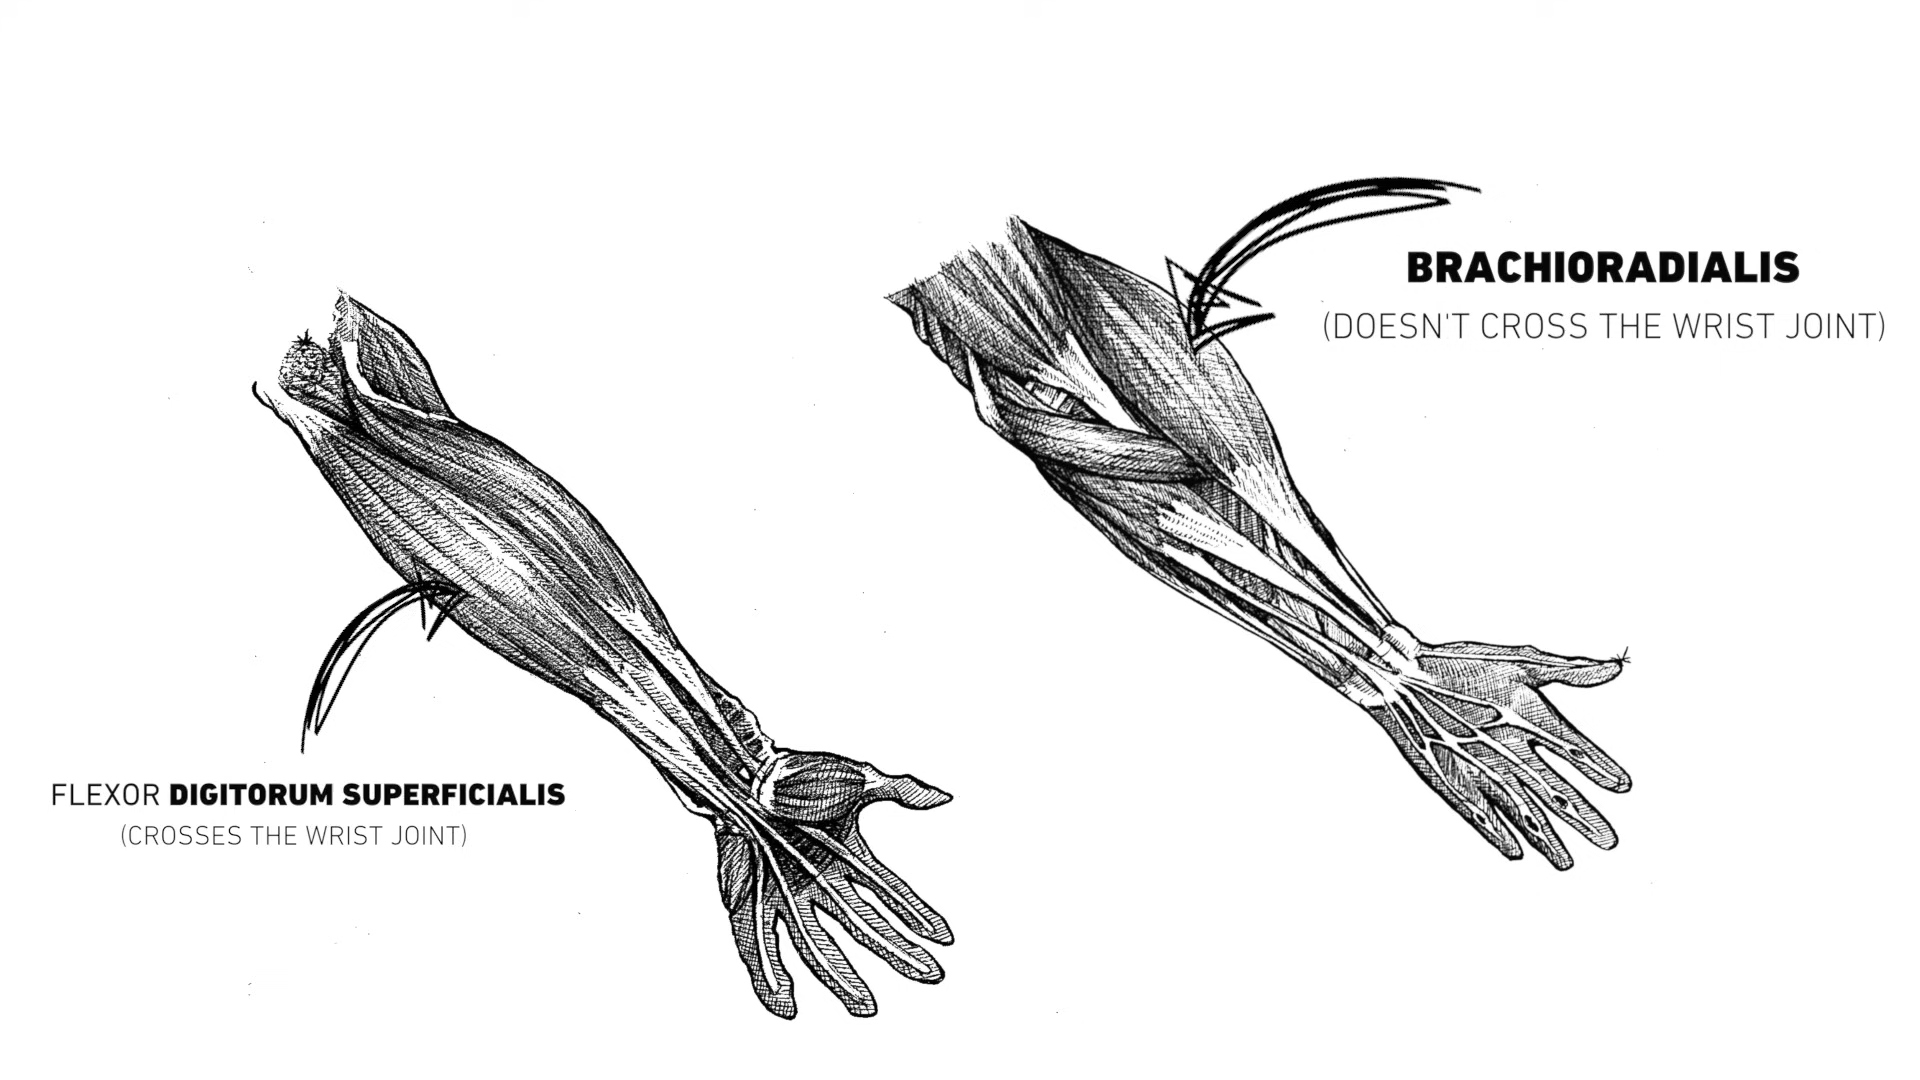 BRACHIORADIALIS
(DOESN'T CROSS THE WRIST JOINT)
FLEXOR DIGITORUM SUPERFICIALIS
(CROSSES THE WRIST JOINT)